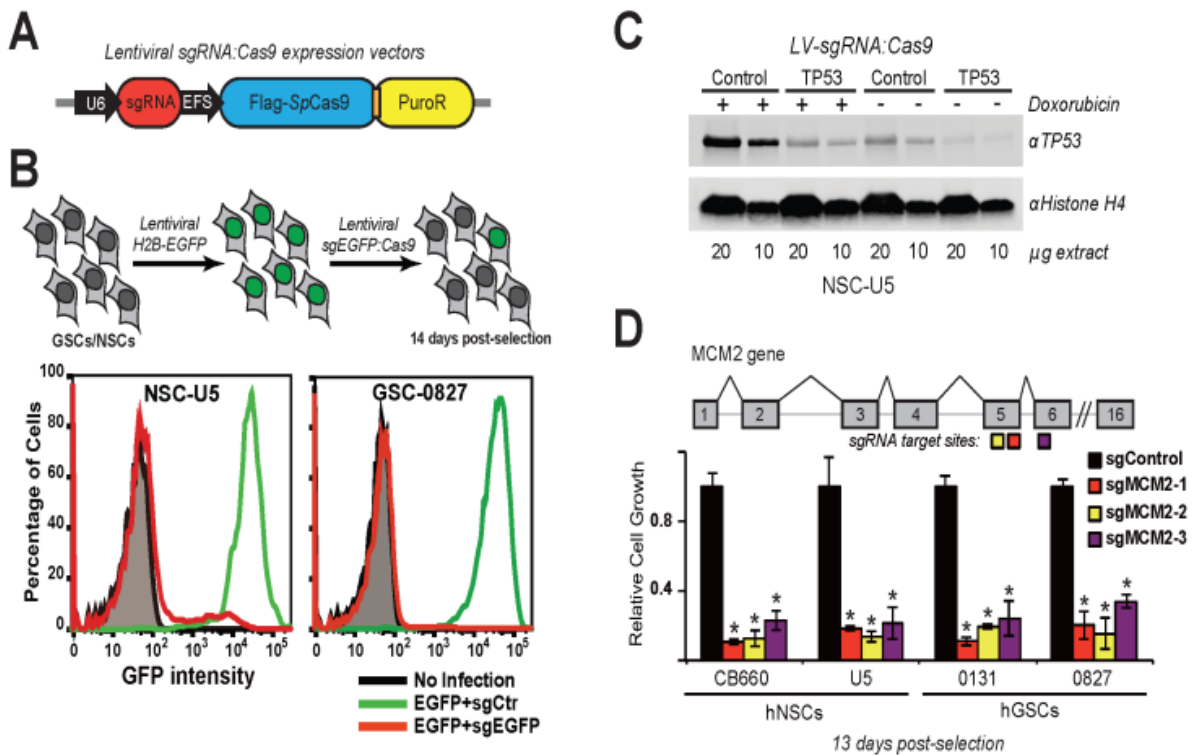 A
Lentiviral sgRNA:Cas9 expression vectors
U6 sgRNA EFS Flag-SpCas9 PuroR
B
Lentiviral
H2B-EGFP
Lentiviral
sgEGFP:Cas9
GSCs/NSCs
14 days post-selection
NSC-U5
GSC-0827
Percentage of Cells
100
80
60
40
20
0
0 10 10² 10³ 10⁴ 10⁵
0 10 10² 10³ 10⁴ 10⁵
GFP intensity
No Infection
EGFP+sgCtr
EGFP+sgEGFP
C
LV-sgRNA:Cas9
Control TP53 Control TP53
+ + + + - - - - Doxorubicin
αTP53
αHistone H4
20 10 20 10 20 10 20 10 µg extract
NSC-U5
D
MCM2 gene
1 2 3 4 5 6 // 16
sgRNA target sites:
sgControl
sgMCM2-1
sgMCM2-2
sgMCM2-3
Relative Cell Growth
0.8
0.4
0
* * * * * * * * * * * *
CB660 U5 0131 0827
hNSCs hGSCs
13 days post-selection